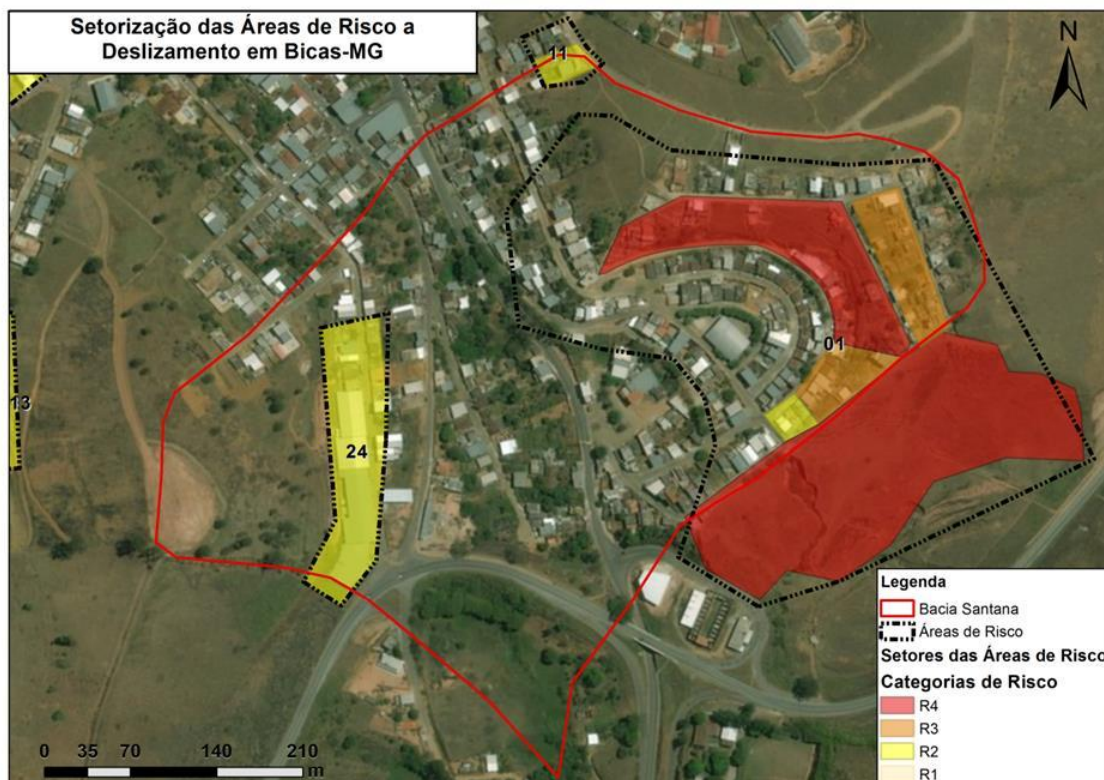 Setorização das Áreas de Risco a
Deslizamento em Bicas-MG
N
11
01
13
24
Legenda
Bacia Santana
Áreas de Risco
Setores das Áreas de Risco
Categorias de Risco
R4
R3
R2
R1
0 35 70 140 210
m